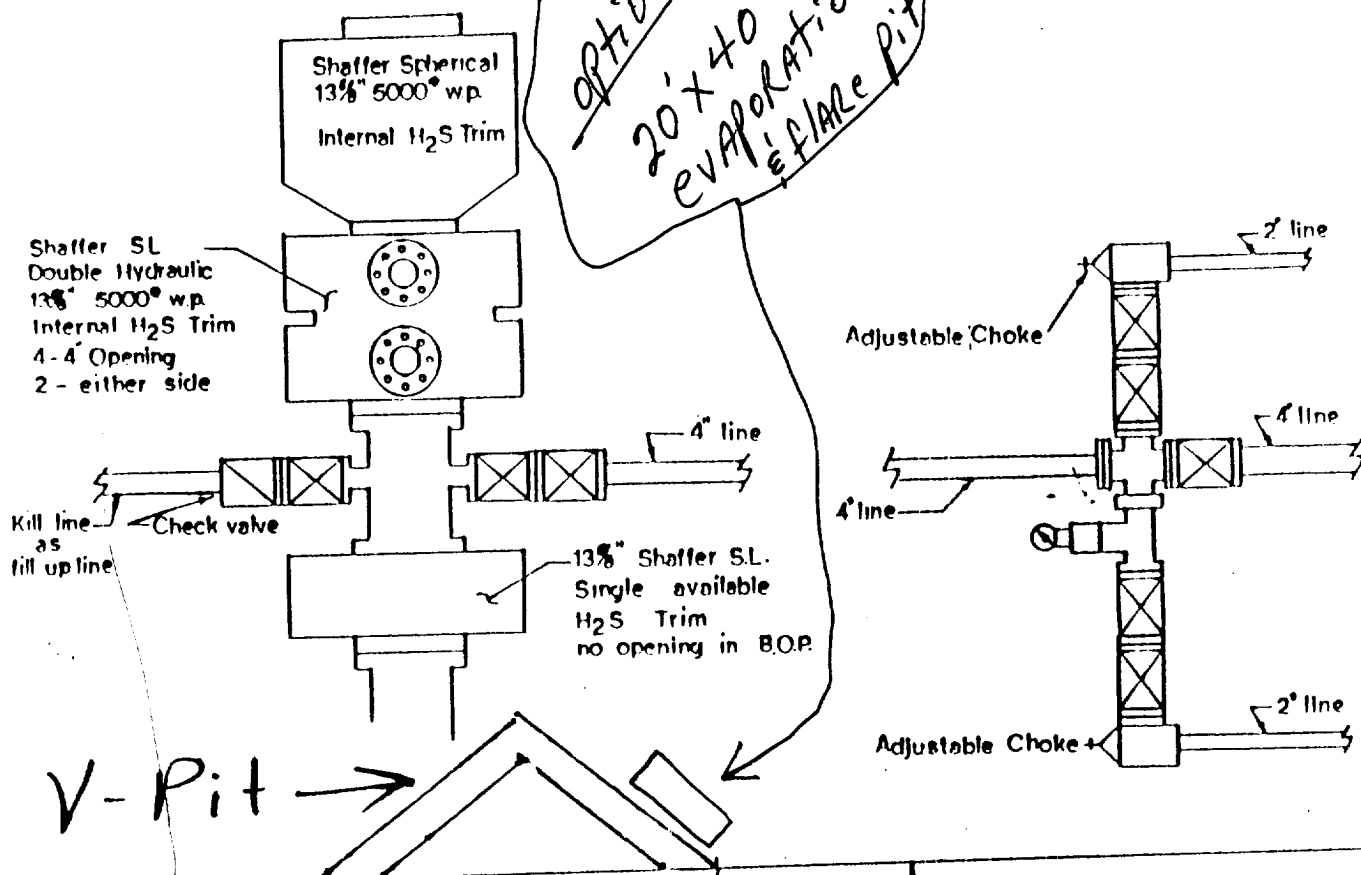 Shaffer Spherical
13⅝" 5000# w.p.
Internal H₂S Trim
20' X 40
evAporAtio
& flARe Pit
Shaffer SL
Double Hydraulic
13⅝" 5000# w.p.
Internal H₂S Trim
4-4" Opening
2 - either side
4" line
Kill line
as
fill up line
Check valve
13⅝" Shaffer S.L.
Single available
H₂S Trim
no opening in B.O.P.
V-Pit
2" line
Adjustable Choke
4" line
4" line
Adjustable Choke
2" line